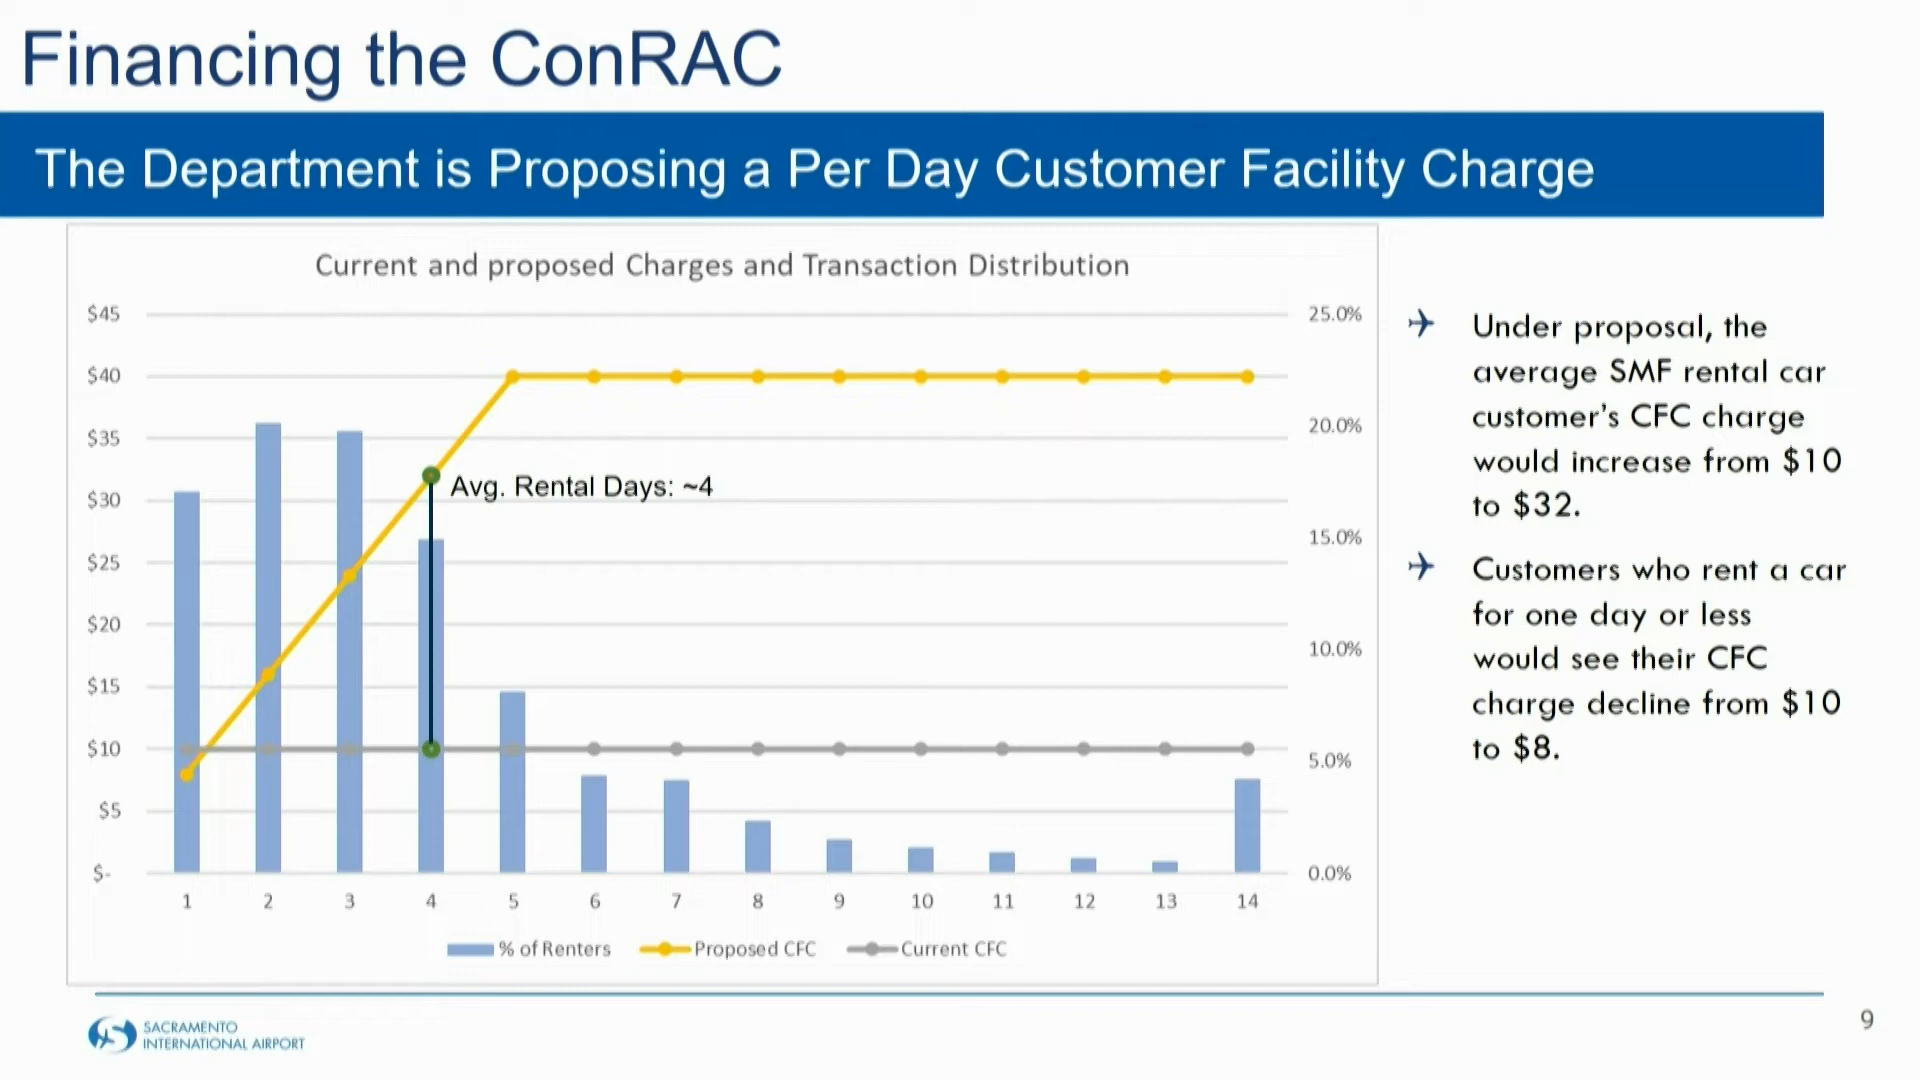 Financing the ConRAC
The Department is Proposing a Per Day Customer Facility Charge
Current and proposed Charges and Transaction Distribution
$45
$40
$35
$30
$25
$20
$15
$10
$5
$-
25.0%
20.0%
15.0%
10.0%
5.0%
0.0%
Avg. Rental Days: ~4
1 2 3 4 5 6 7 8 9 10 11 12 13 14
% of Renters Proposed CFC Current CFC
Under proposal, the
average SMF rental car
customer’s CFC charge
would increase from $10
to $32.
Customers who rent a car
for one day or less
would see their CFC
charge decline from $10
to $8.
SACRAMENTO
INTERNATIONAL AIRPORT
9